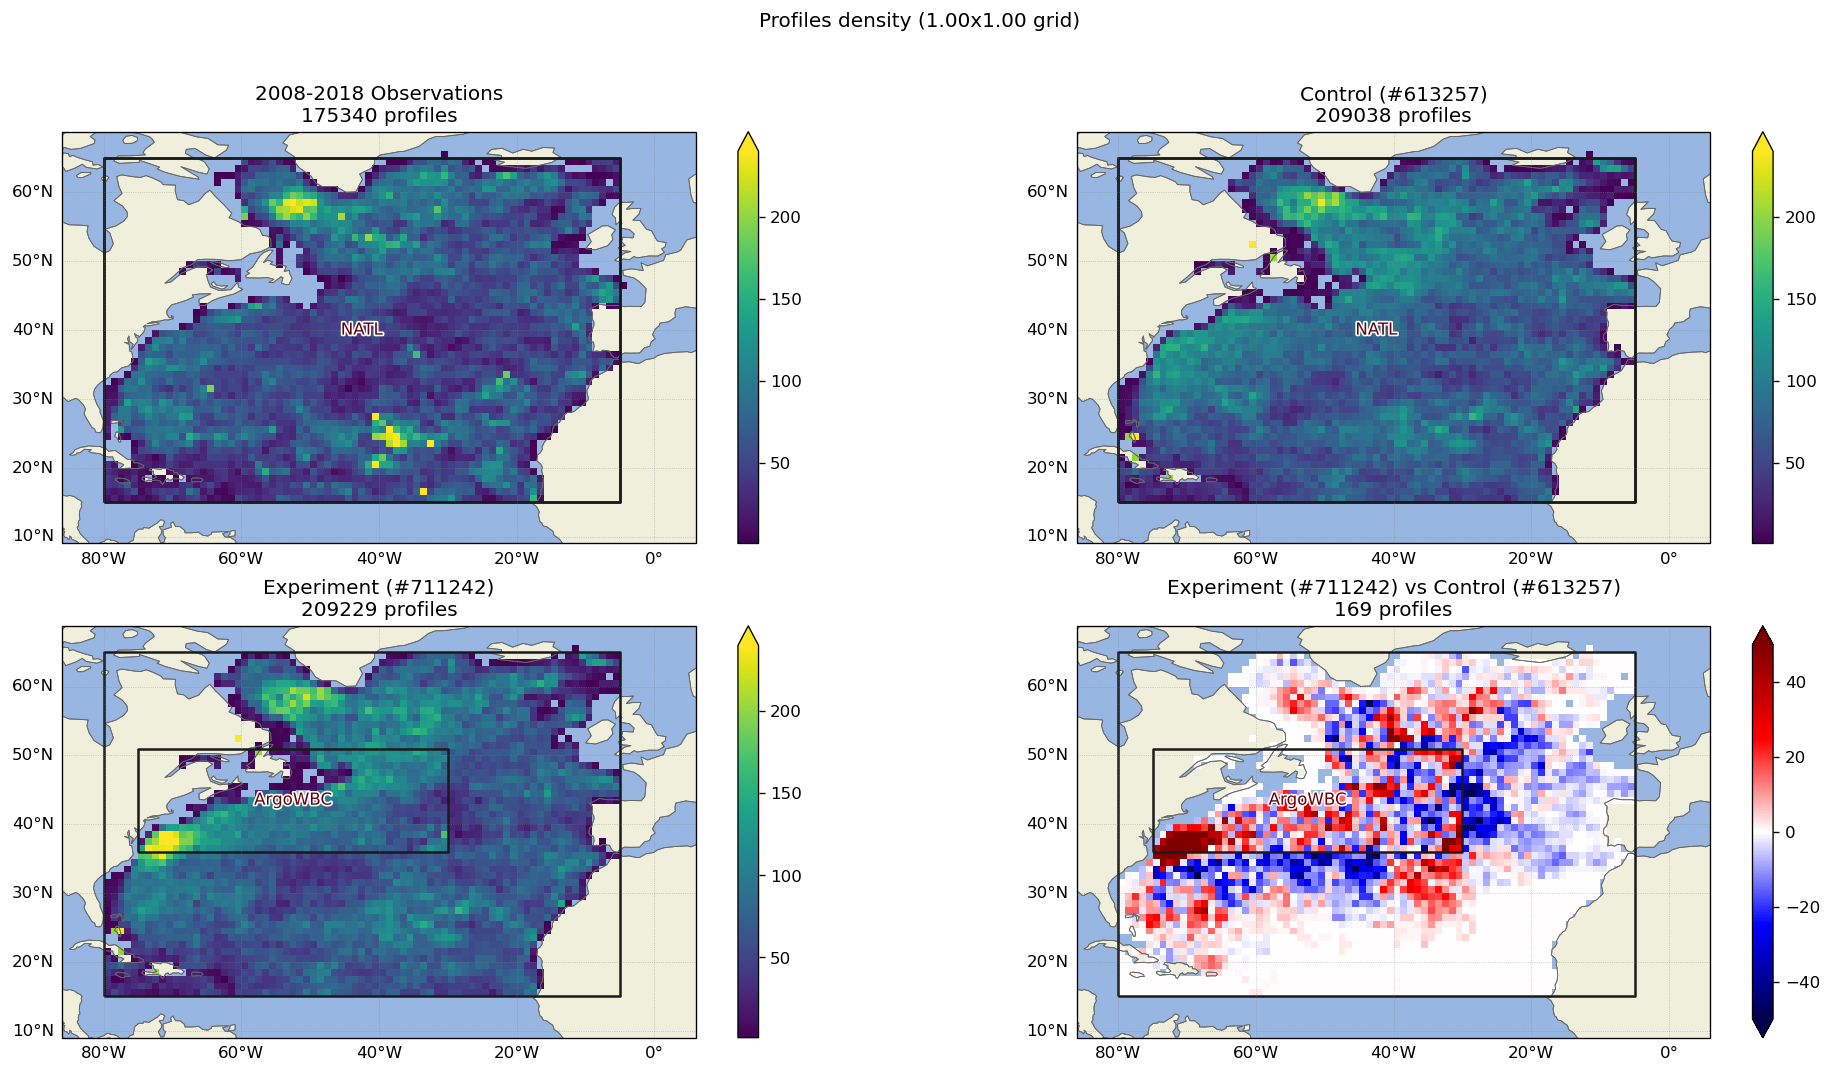 Profiles density (1.00x1.00 grid)
2008-2018 Observations
175340 profiles
60°N
50°N
40°N
30°N
20°N
10°N
80°W
60°W
40°W
20°W
0°
NATL
200
150
100
50
Control (#613257)
209038 profiles
60°N
50°N
40°N
30°N
20°N
10°N
80°W
60°W
40°W
20°W
0°
NATL
200
150
100
50
Experiment (#711242)
209229 profiles
60°N
50°N
40°N
30°N
20°N
10°N
80°W
60°W
40°W
20°W
0°
ArgoWBC
200
150
100
50
Experiment (#711242) vs Control (#613257)
169 profiles
60°N
50°N
40°N
30°N
20°N
10°N
80°W
60°W
40°W
20°W
0°
ArgoWBC
40
20
0
−20
−40